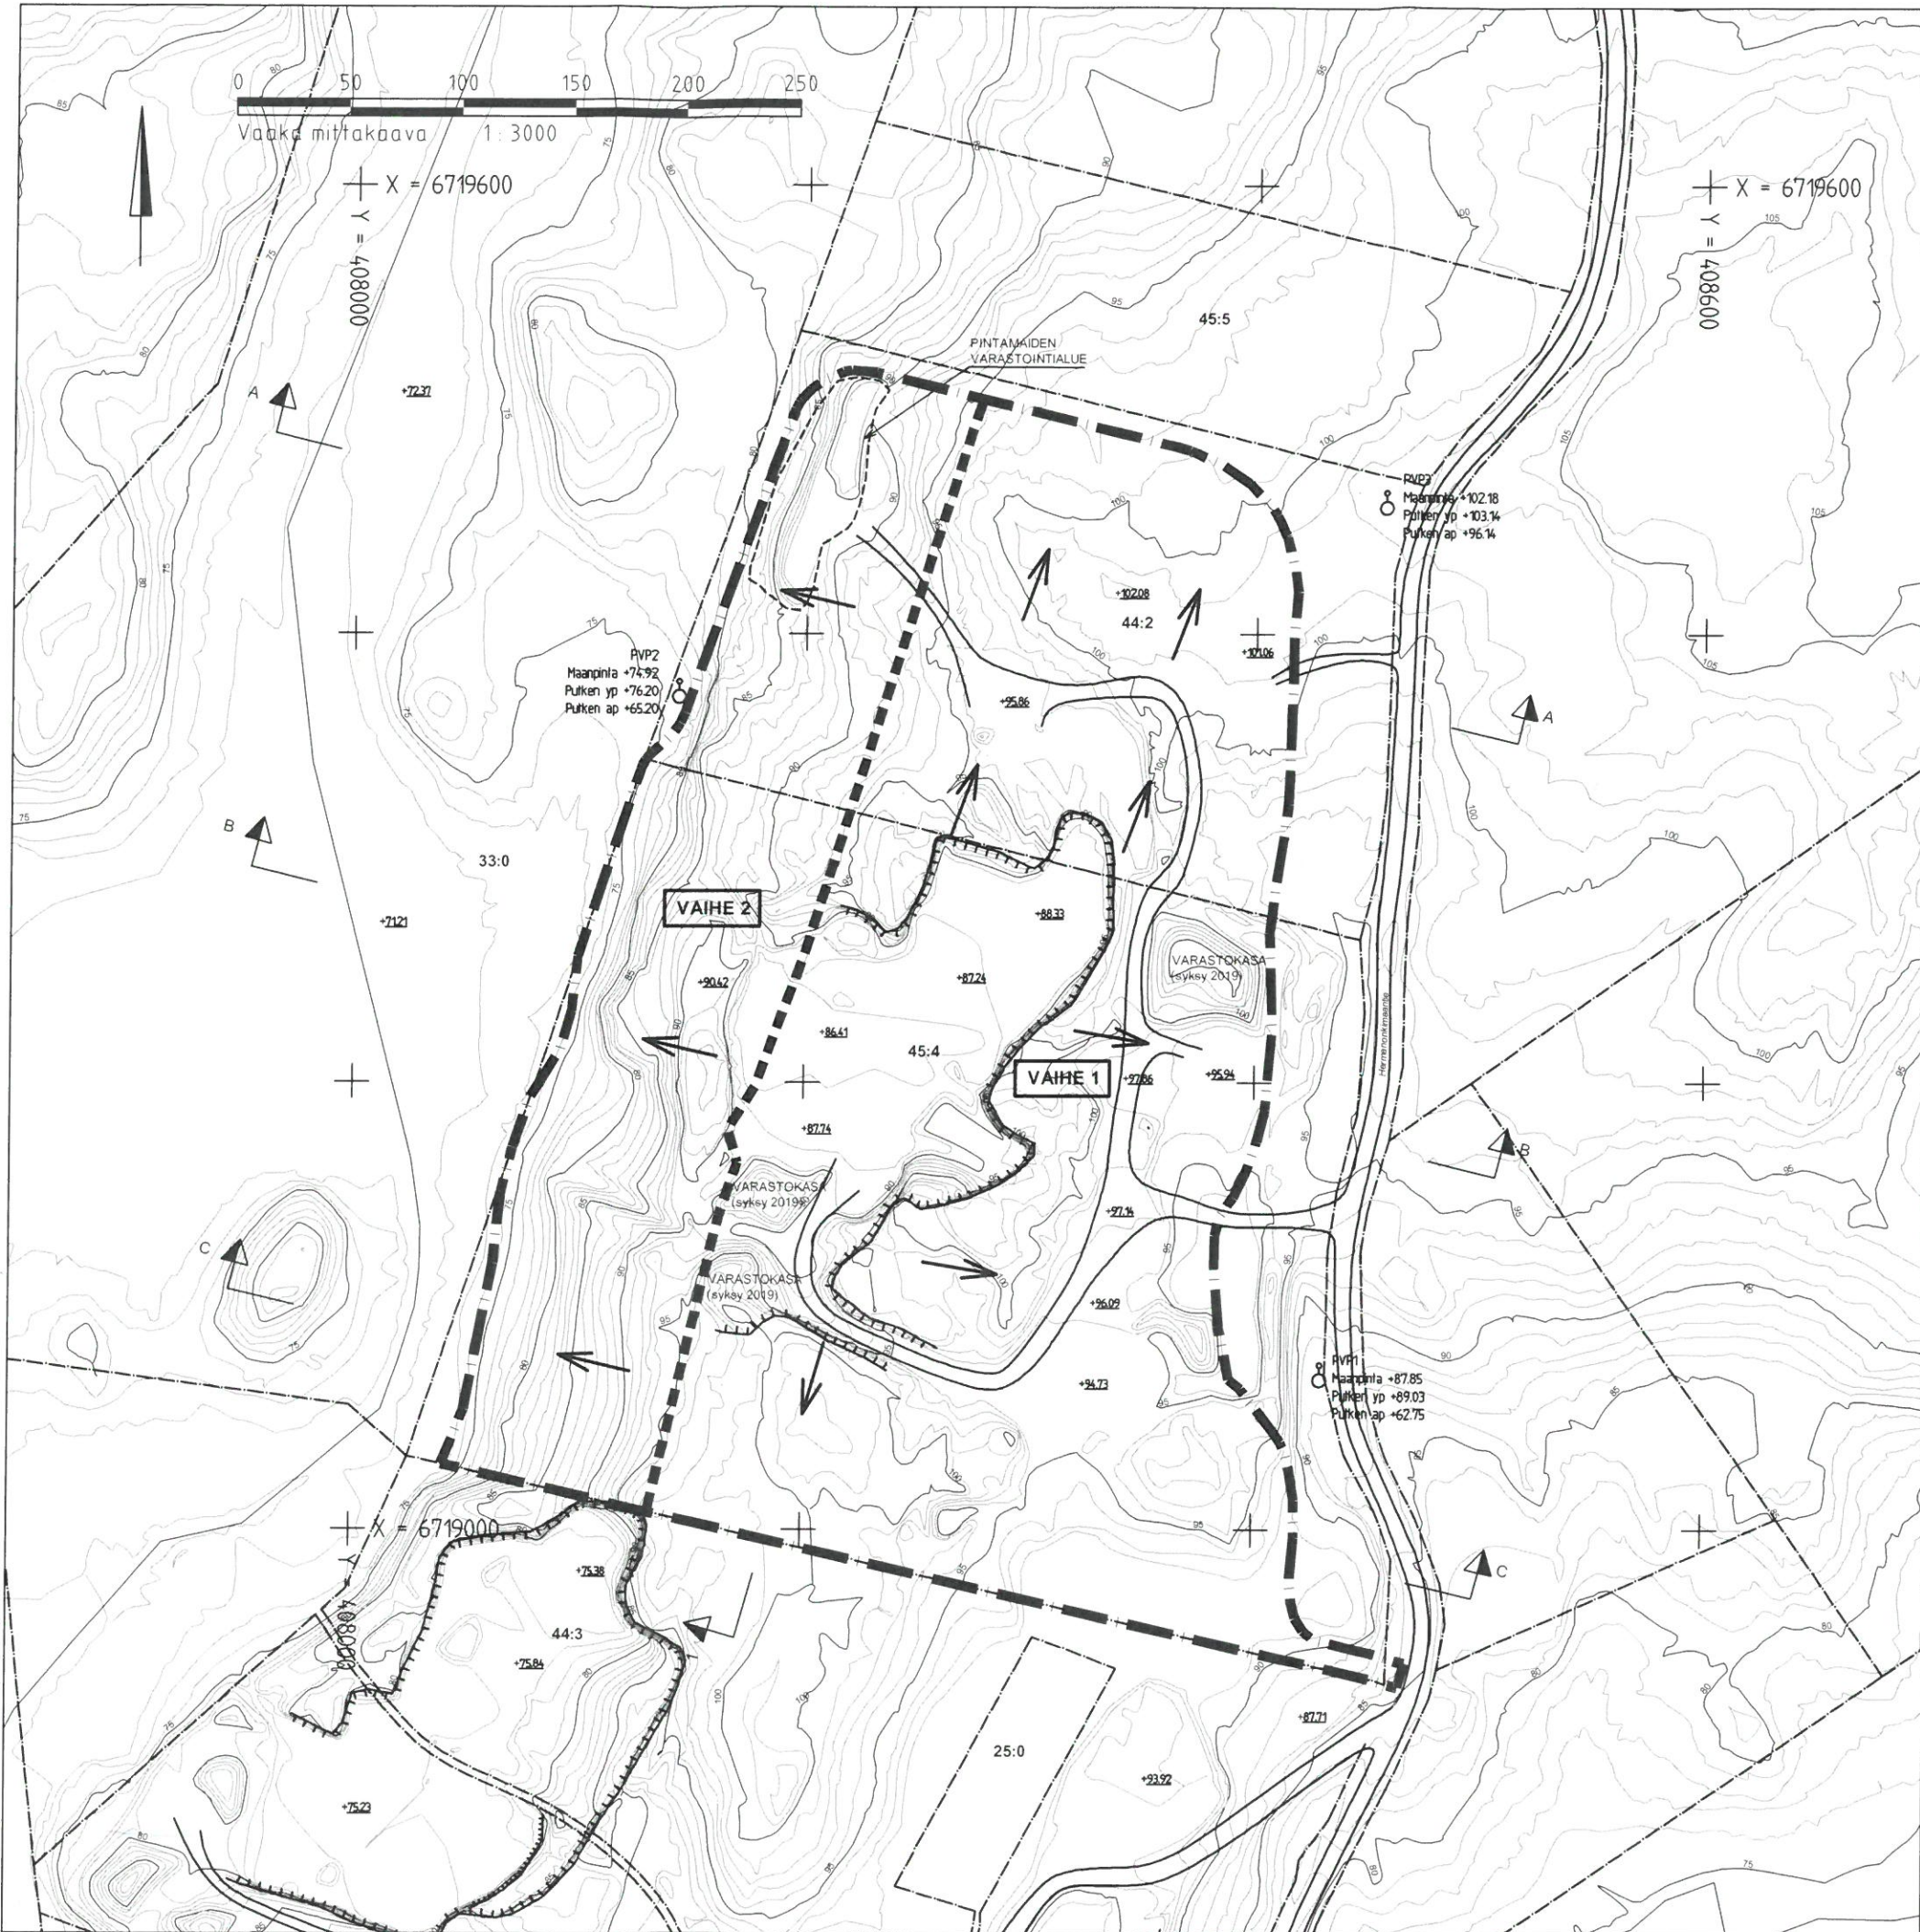 0 50 100 150 200 250
Vaaka mittakaava 1:3000
X = 6719600
Y = 408000
X = 6719600
Y = 408600
45:5
PINTAMAIDEN
VARASTOINTIALUE
+72.37
A
PVP3
Maanpinta +102.18
Putken yp +103.14
Putken ap +96.14
+102.08
44:2
+101.06
PVP2
Maanpinta +74.92
Putken yp +76.20
Putken ap +65.20
+95.86
A
B
33:0
VAIHE 2
+71.21
+88.33
VARASTOKASA
(syksy 2019)
+90.42
+87.24
+86.41
45:4
VAIHE 1
+97.86
+95.94
+87.74
B
VARASTOKASA
(syksy 2019)
+97.14
C
VARASTOKASA
(syksy 2019)
+96.09
PVP1
Maanpinta +87.85
Putken yp +89.03
Putken ap +62.75
+94.73
X = 6719000
Y = 408000
+75.38
C
44:3
+75.84
+87.71
25:0
+93.92
+75.23